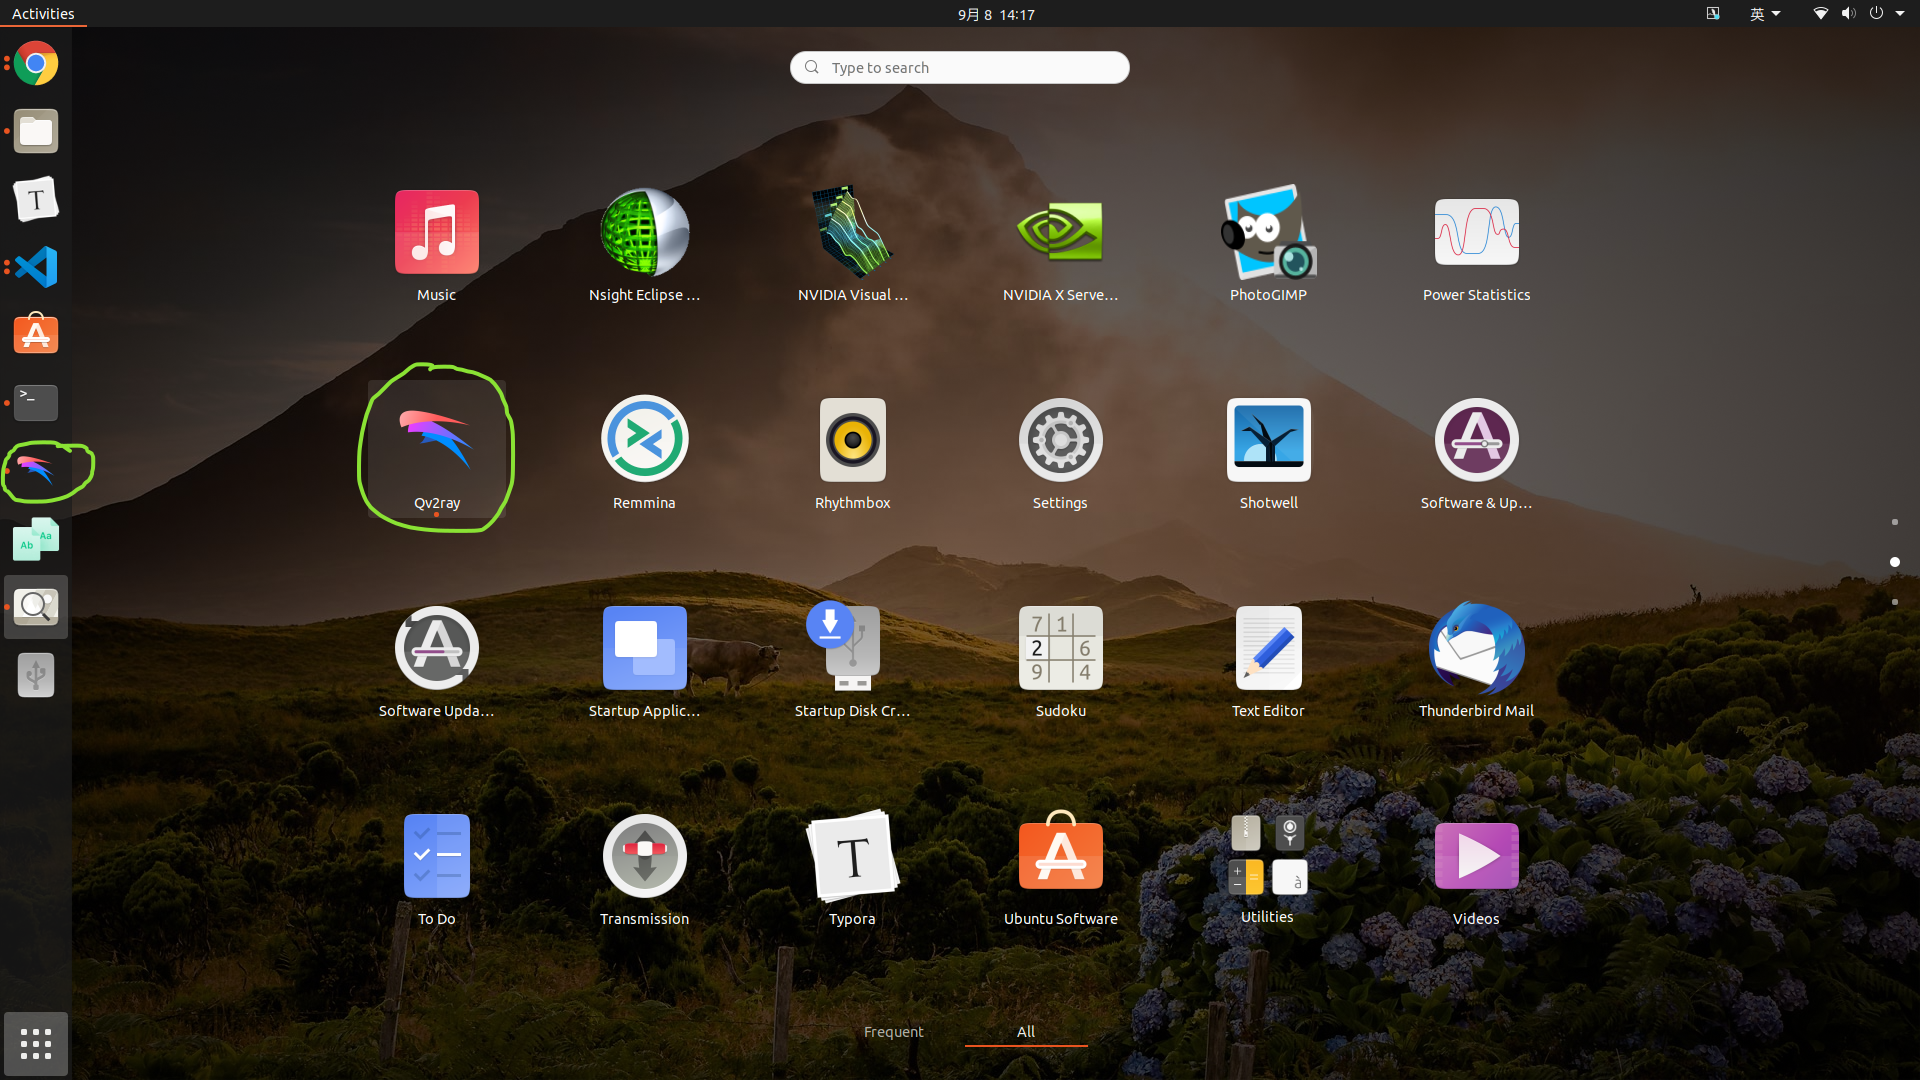 Activities
9月 8 14:17
英
Type to search
Music
Nsight Eclipse ...
NVIDIA Visual ...
NVIDIA X Serve...
PhotoGIMP
Power Statistics
T
>_
Qv2ray
Remmina
Rhythmbox
Settings
Shotwell
Software & Up...
Ab
Aa
7 1
2 6
9 4
Software Upda...
Startup Applic...
Startup Disk Cr...
Sudoku
Text Editor
Thunderbird Mail
T
+
=
−
à
To Do
Transmission
Typora
Ubuntu Software
Utilities
Videos
Frequent
All